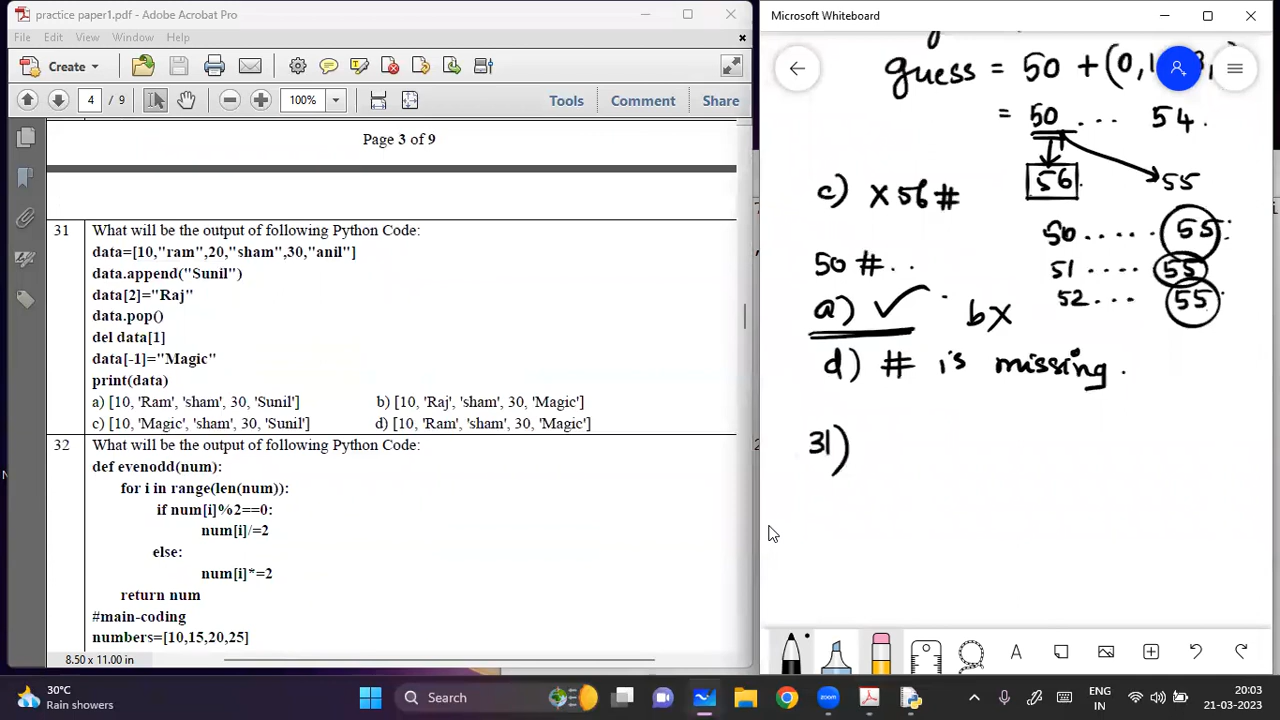 practice paper1.pdf - Adobe Acrobat Pro
File Edit View Window Help
Create
4 / 9
100%
Tools Comment Share
Page 3 of 9
31 What will be the output of following Python Code:
data=[10,"ram",20,"sham",30,"anil"]
data.append("Sunil")
data[2]="Raj"
data.pop()
del data[1]
data[-1]="Magic"
print(data)
a) [10, 'Ram', 'sham', 30, 'Sunil'] b) [10, 'Raj', 'sham', 30, 'Magic']
c) [10, 'Magic', 'sham', 30, 'Sunil'] d) [10, 'Ram', 'sham', 30, 'Magic']
32 What will be the output of following Python Code:
def evenodd(num):
for i in range(len(num)):
if num[i]%2==0:
num[i]/=2
else:
num[i]*=2
return num
#main-coding
numbers=[10,15,20,25]
8.50 x 11.00 in
Microsoft Whiteboard
guess = 50 + (0,
= 50 ... 54.
56 55
c) X 56#
50 ..... 55
50 # ..
51 .... 55
a) ✓ b X
52 ... 55
d) # is missing.
31)
30°C
Rain showers
Search
ENG
IN
20:03
21-03-2023